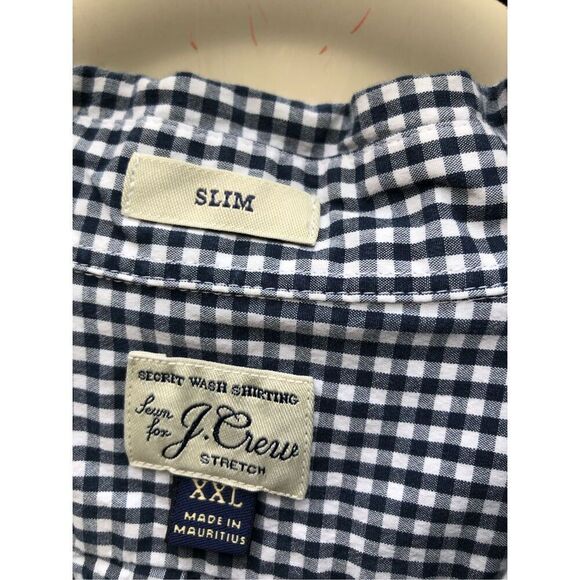 SLIM
SECRET WASH SHIRTING
Sewn for J.Crew
STRETCH
XXL
MADE IN
MAURITIUS